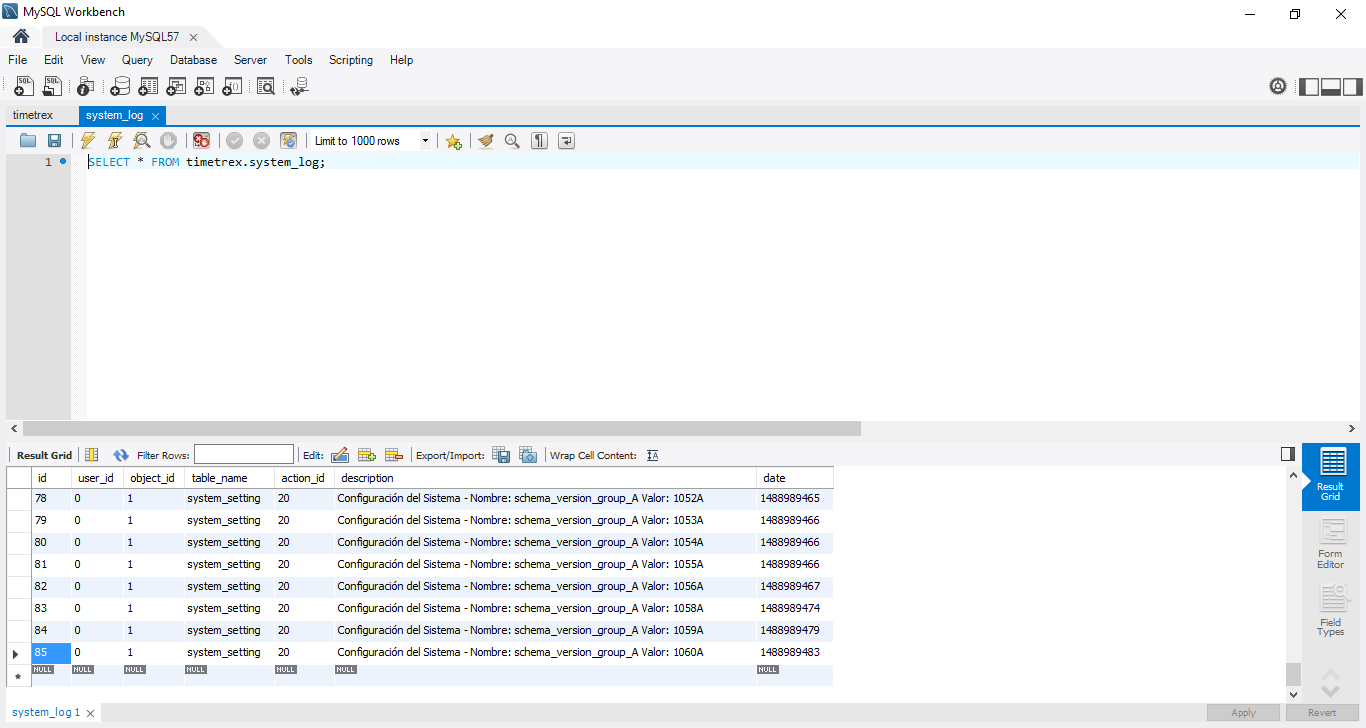 MySQL Workbench
Local instance MySQL57
File Edit View Query Database Server Tools Scripting Help
timetrex system_log
Limit to 1000 rows
1 SELECT * FROM timetrex.system_log;
Result Grid Filter Rows: Edit: Export/Import: Wrap Cell Content:
id user_id object_id table_name action_id description date
78 0 1 system_setting 20 Configuración del Sistema - Nombre: schema_version_group_A Valor: 1052A 1488989465
79 0 1 system_setting 20 Configuración del Sistema - Nombre: schema_version_group_A Valor: 1053A 1488989466
80 0 1 system_setting 20 Configuración del Sistema - Nombre: schema_version_group_A Valor: 1054A 1488989466
81 0 1 system_setting 20 Configuración del Sistema - Nombre: schema_version_group_A Valor: 1055A 1488989466
82 0 1 system_setting 20 Configuración del Sistema - Nombre: schema_version_group_A Valor: 1056A 1488989467
83 0 1 system_setting 20 Configuración del Sistema - Nombre: schema_version_group_A Valor: 1058A 1488989474
84 0 1 system_setting 20 Configuración del Sistema - Nombre: schema_version_group_A Valor: 1059A 1488989479
85 0 1 system_setting 20 Configuración del Sistema - Nombre: schema_version_group_A Valor: 1060A 1488989483
NULL NULL NULL NULL NULL NULL NULL
Result
Grid
Form
Editor
Field
Types
system_log 1 Apply Revert